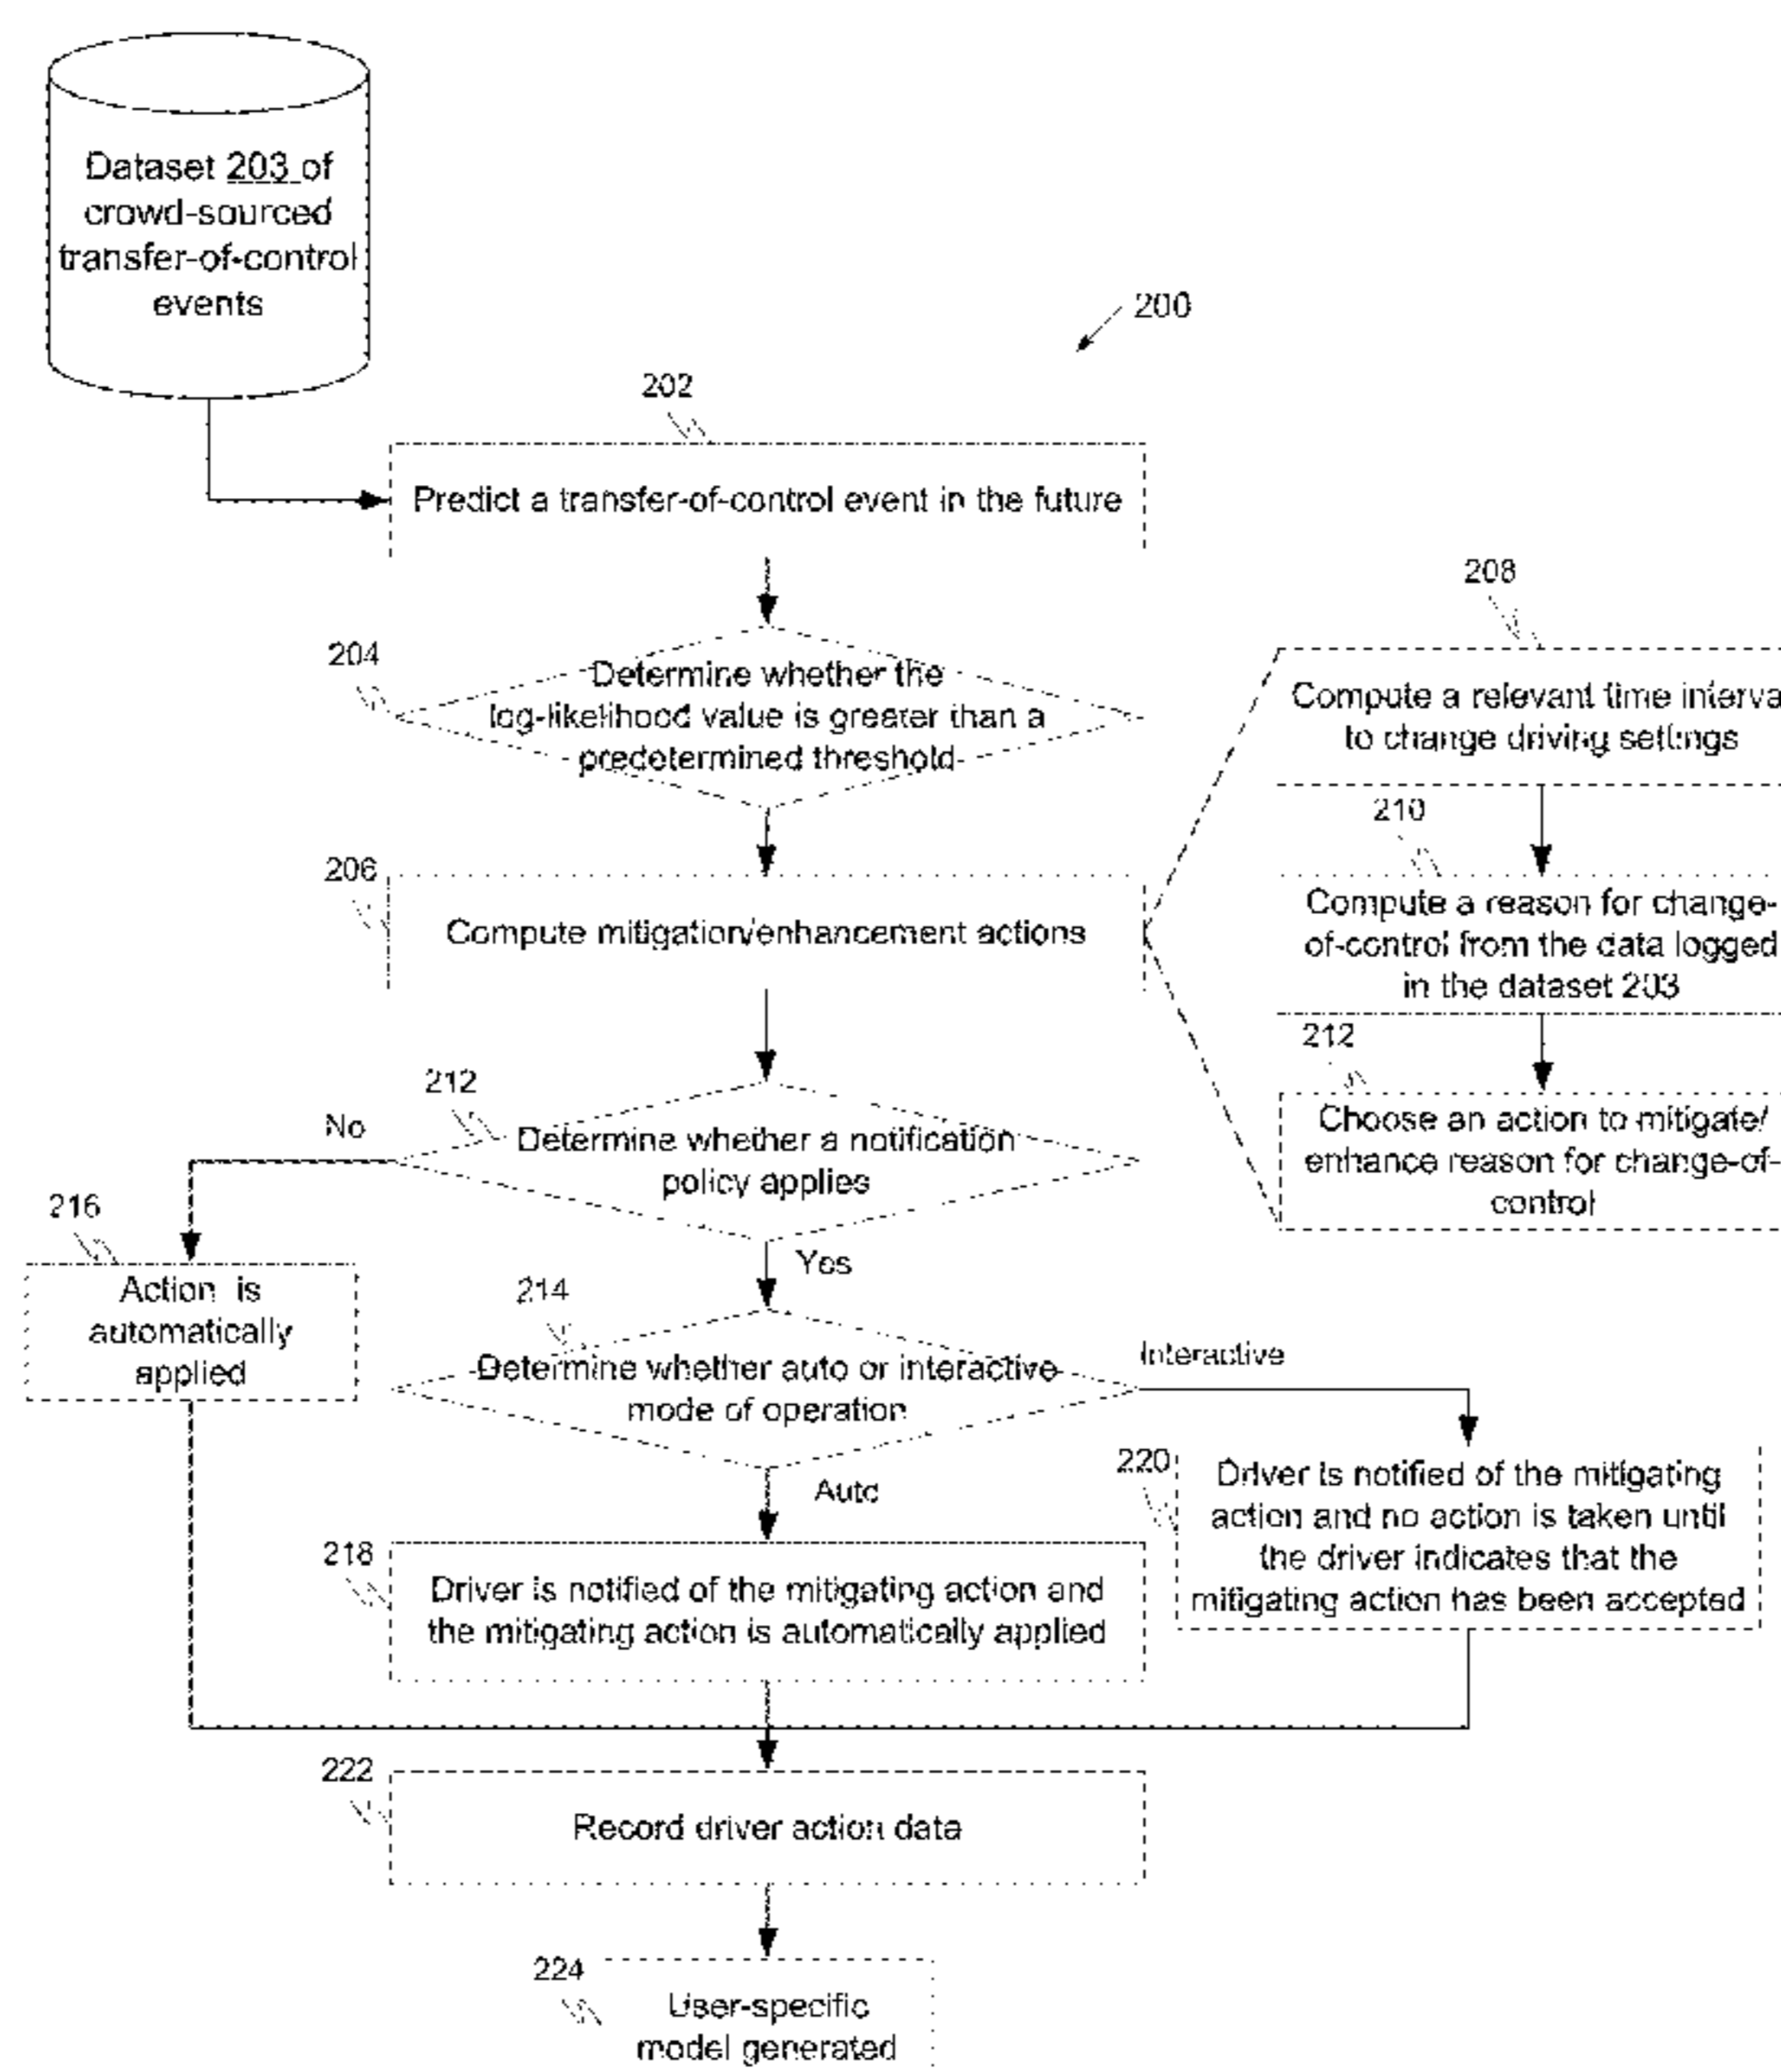 Dataset 203 of
crowd-sourced
transfer-of-control
events
200
202
Predict a transfer-of-control event in the future
204
Determine whether the
log-likelihood value is greater than a
predetermined threshold
206
Compute mitigation/enhancement actions
208
Compute a relevant time interva
to change driving settings
210
Compute a reason for change-
of-control from the data logged
in the dataset 203
212
Choose an action to mitigate/
enhance reason for change-of-
control
212
No
Determine whether a notification
policy applies
Yes
216
Action is
automatically
applied
214
Determine whether auto or interactive
mode of operation
Interactive
Auto
218
Driver is notified of the mitigating action and
the mitigating action is automatically applied
220
Driver is notified of the mitigating
action and no action is taken until
the driver indicates that the
mitigating action has been accepted
222
Record driver action data
224
User-specific
model generated